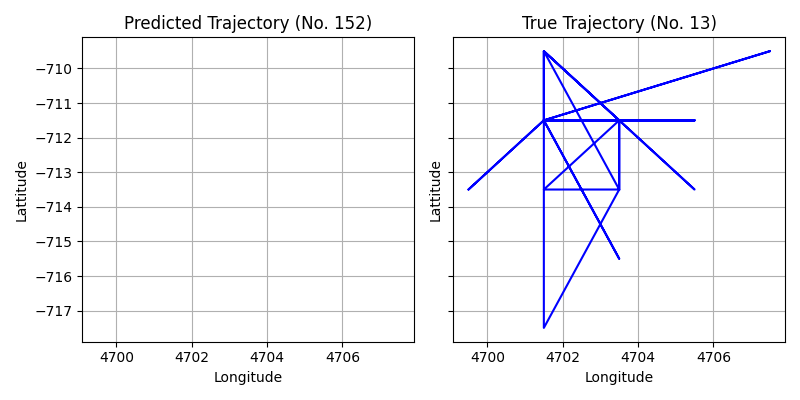 Predicted Trajectory (No. 152)
−710
−711
−712
−713
−714
−715
−716
−717
Lattitude
4700 4702 4704 4706
Longitude
True Trajectory (No. 13)
Lattitude
4700 4702 4704 4706
Longitude